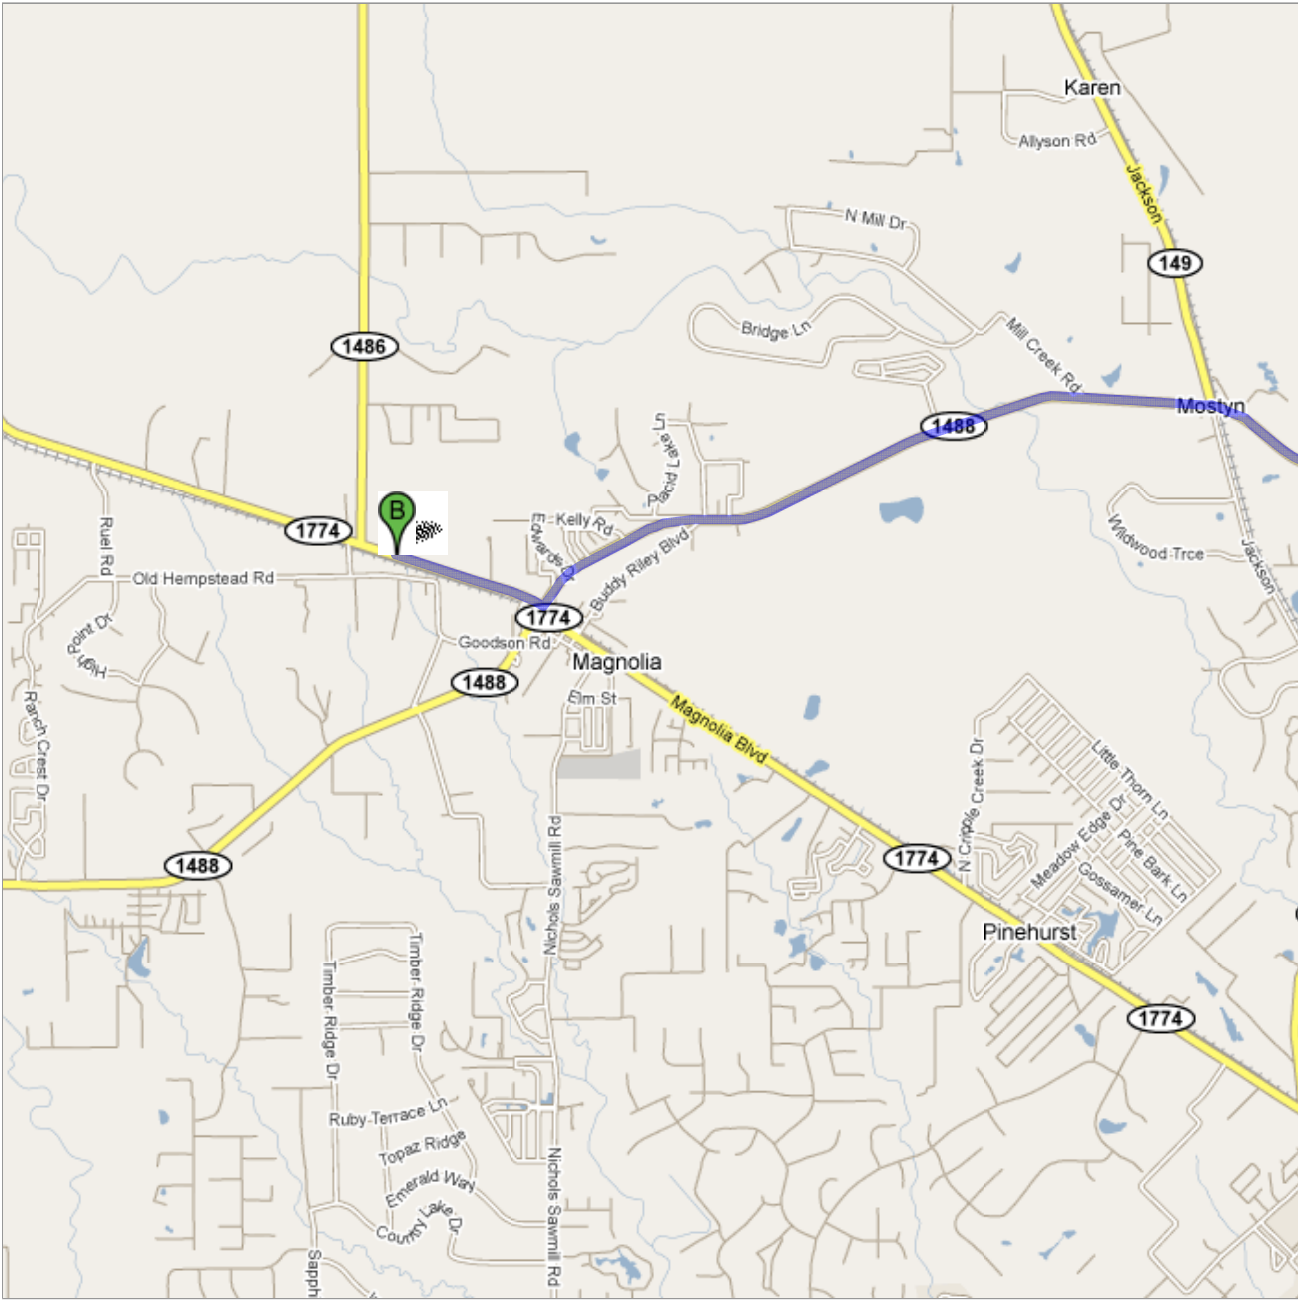 Karen
Allyson Rd
Jackson
N Mill Dr
149
Bridge Ln
Mill Creek Rd
1486
Mostyn
1488
Placid Lake Ln
B
Kelly Rd
1774
Edwards
Buddy Riley Blvd
Wildwood Trce
Jackson
Ruel Rd
Old Hempstead Rd
1774
High Point Dr
Goodson Rd
Magnolia
1488
Elm St
Magnolia Blvd
Ranch Crest Dr
Little Thorn Ln
N Cripple Creek Dr
Meadow Edge Dr
Pine Bark Ln
1488
1774
Gossamer Ln
Nichols Sawmill Rd
Pinehurst
Timber Ridge Dr
Timber Ridge Dr
1774
Ruby Terrace Ln
Topaz Ridge
Emerald Way
Country Lake Dr
Nichols Sawmill Rd
Sapph